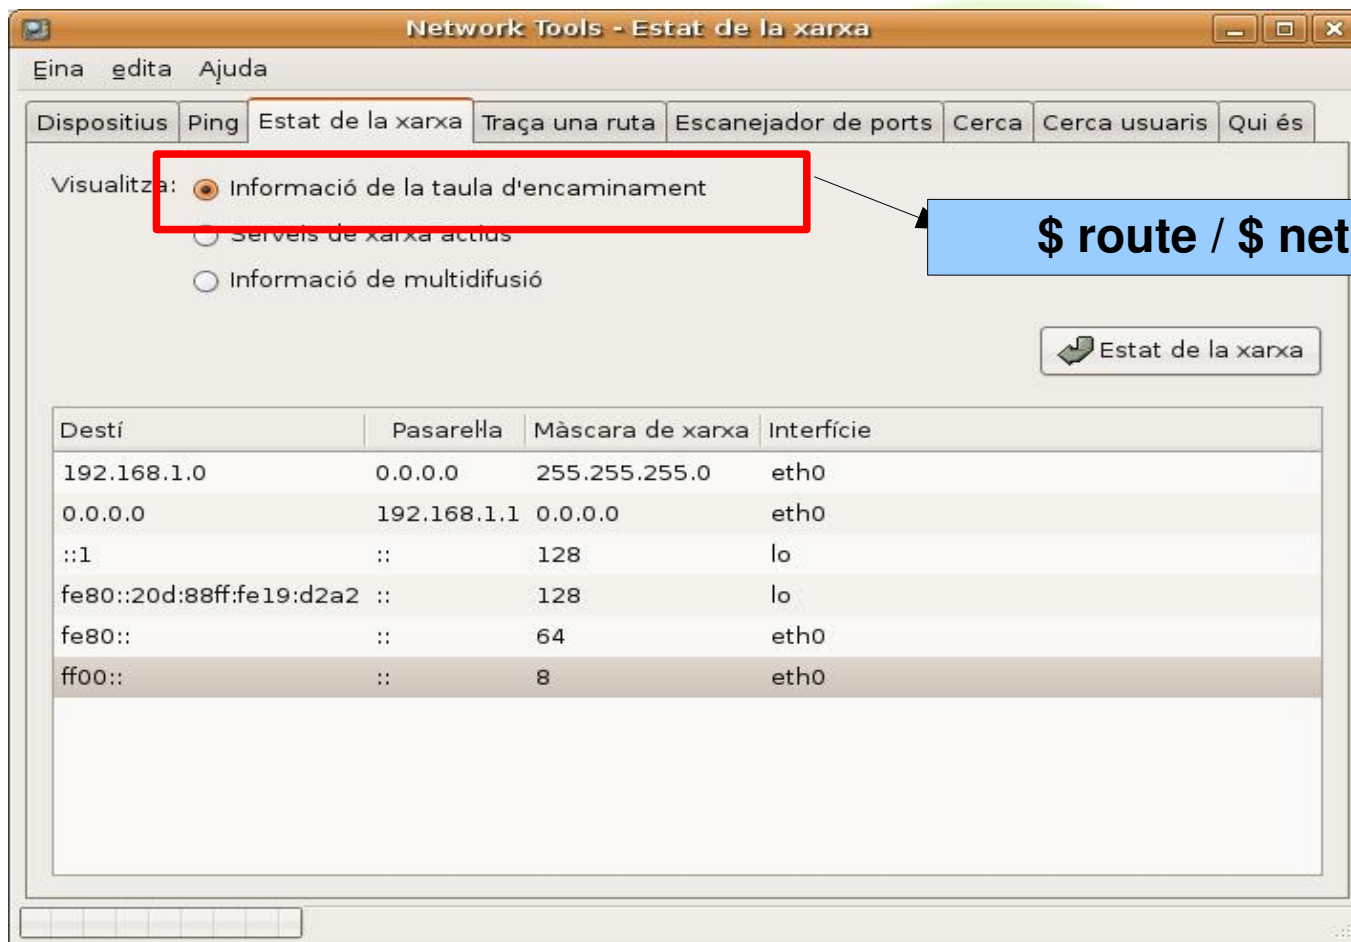 Network Tools - Estat de la xarxa
Eina edita Ajuda
Dispositius Ping Estat de la xarxa Traça una ruta Escanejador de ports Cerca Cerca usuaris Qui és
Visualitza: Informació de la taula d'encaminament
$ route / $ net
Serveis de xarxa actius
Informació de multidifusió
Estat de la xarxa
Destí Pasarel·la Màscara de xarxa Interfície
192.168.1.0 0.0.0.0 255.255.255.0 eth0
0.0.0.0 192.168.1.1 0.0.0.0 eth0
::1 :: 128 lo
fe80::20d:88ff:fe19:d2a2 :: 128 lo
fe80:: :: 64 eth0
ff00:: :: 8 eth0